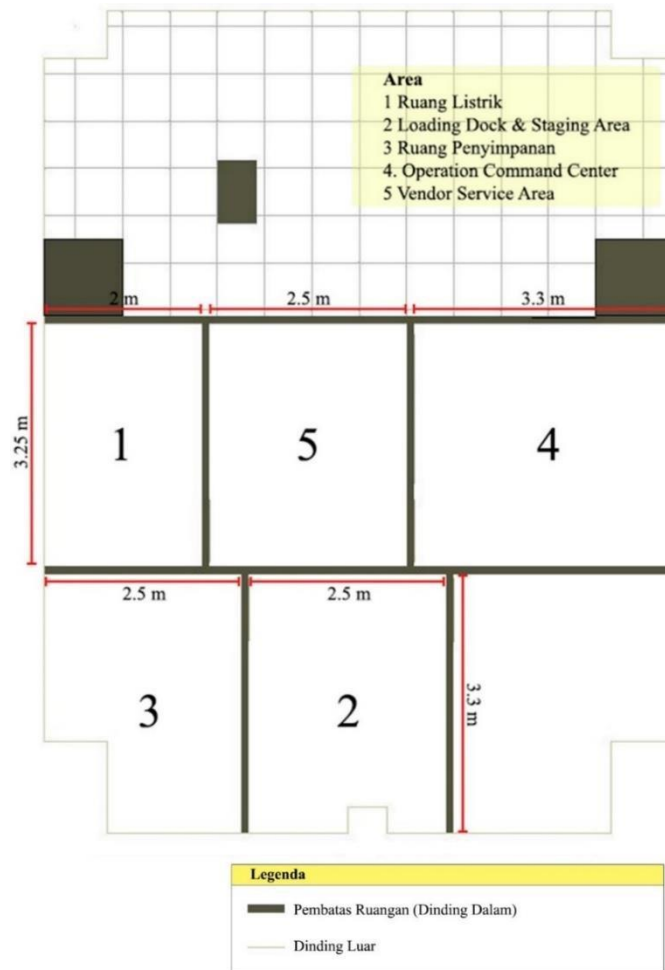 Area
1 Ruang Listrik
2 Loading Dock & Staging Area
3 Ruang Penyimpanan
4. Operation Command Center
5 Vendor Service Area
2 m
2.5 m
3.3 m
3.25 m
1
5
4
2.5 m
2.5 m
3.3 m
3
2
Legenda
Pembatas Ruangan (Dinding Dalam)
Dinding Luar